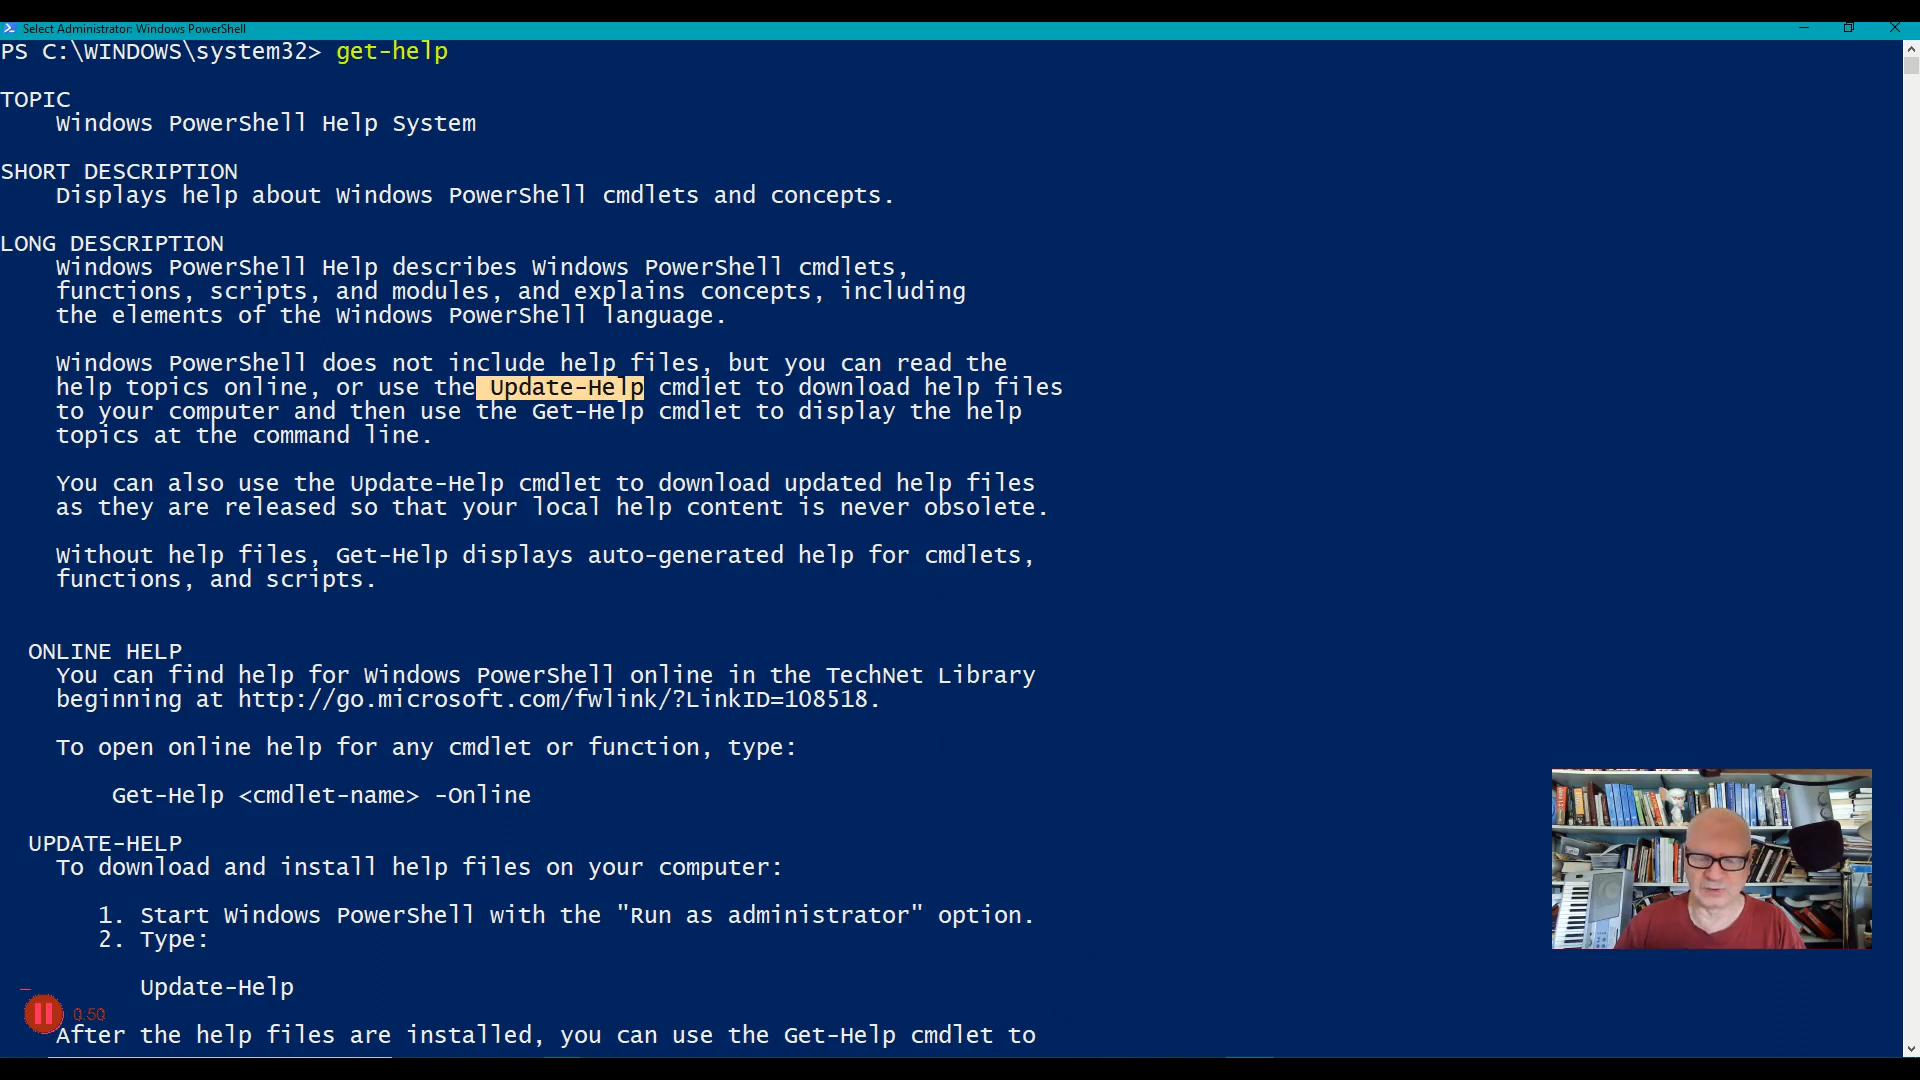 Select Administrator: Windows PowerShell
PS C:\WINDOWS\system32> get-help
TOPIC
Windows PowerShell Help System
SHORT DESCRIPTION
Displays help about Windows PowerShell cmdlets and concepts.
LONG DESCRIPTION
Windows PowerShell Help describes Windows PowerShell cmdlets,
functions, scripts, and modules, and explains concepts, including
the elements of the Windows PowerShell language.
Windows PowerShell does not include help files, but you can read the
help topics online, or use the Update-Help cmdlet to download help files
to your computer and then use the Get-Help cmdlet to display the help
topics at the command line.
You can also use the Update-Help cmdlet to download updated help files
as they are released so that your local help content is never obsolete.
Without help files, Get-Help displays auto-generated help for cmdlets,
functions, and scripts.
ONLINE HELP
You can find help for Windows PowerShell online in the TechNet Library
beginning at http://go.microsoft.com/fwlink/?LinkID=108518.
To open online help for any cmdlet or function, type:
Get-Help <cmdlet-name> -Online
UPDATE-HELP
To download and install help files on your computer:
1. Start Windows PowerShell with the "Run as administrator" option.
2. Type:
Update-Help
0:50
After the help files are installed, you can use the Get-Help cmdlet to